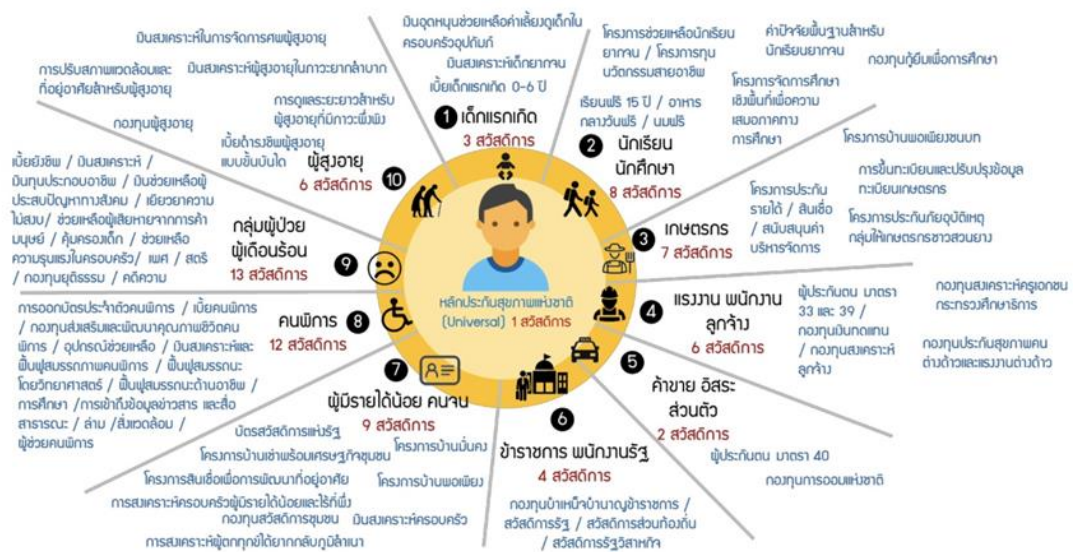 เงินอุดหนุนช่วยเหลือค่าเลี้ยงดูเด็กใน
ครอบครัวอุปถัมภ์
เงินสงเคราะห์เด็กยากจน
เบี้ยเด็กแรกเกิด 0-6 ปี
1 เด็กแรกเกิด
3 สวัสดิการ
โครงการช่วยเหลือนักเรียน
ยากจน / โครงการทุน
นวัตกรรมสายอาชีพ
ค่าปัจจัยพื้นฐานสำหรับ
นักเรียนยากจน
กองทุนกู้ยืมเพื่อการศึกษา
เรียนฟรี 15 ปี / อาหาร
กลางวันฟรี / นมฟรี
โครงการจัดการศึกษา
เชิงพื้นที่เพื่อความ
เสมอภาคทาง
การศึกษา
2 นักเรียน
นักศึกษา
8 สวัสดิการ
โครงการบ้านพอเพียงชนบท
การขึ้นทะเบียนและปรับปรุงข้อมูล
ทะเบียนเกษตรกร
โครงการประกัน
รายได้ / สินเชื่อ /
สนับสนุนค่า
บริหารจัดการ
โครงการประกันภัยอุบัติเหตุ
กลุ่มให้เกษตรกรชาวสวนยาง
3 เกษตรกร
7 สวัสดิการ
4 แรงงาน พนักงาน
ลูกจ้าง
6 สวัสดิการ
ผู้ประกันตน มาตรา
33 และ 39 /
กองทุนเงินทดแทน
/ กองทุนสงเคราะห์
ลูกจ้าง
กองทุนสงเคราะห์ครูเอกชน
กระทรวงศึกษาธิการ
กองทุนประกันสุขภาพคน
ต่างด้าวและแรงงานต่างด้าว
5
ค้าขาย อิสระ
ส่วนตัว
2 สวัสดิการ
ผู้ประกันตน มาตรา 40
กองทุนการออมแห่งชาติ
6
ข้าราชการ พนักงานรัฐ
4 สวัสดิการ
กองทุนบำเหน็จบำนาญข้าราชการ /
สวัสดิการรัฐ / สวัสดิการส่วนท้องถิ่น
/ สวัสดิการรัฐวิสาหกิจ
7
ผู้มีรายได้น้อย คนจน
9 สวัสดิการ
บัตรสวัสดิการแห่งรัฐ
โครงการบ้านมั่นคง
โครงการบ้านเช่าพร้อมเศรษฐกิจชุมชน
โครงการสินเชื่อเพื่อการพัฒนาที่อยู่อาศัย
โครงการบ้านพอเพียง
การสงเคราะห์ครอบครัวผู้มีรายได้น้อยและไร้ที่พึ่ง
กองทุนสวัสดิการชุมชน
เงินสงเคราะห์ครอบครัว
การสงเคราะห์ผู้ตกทุกข์ได้ยากกลับภูมิลำเนา
คนพิการ 8
12 สวัสดิการ
การออกบัตรประจำตัวคนพิการ / เบี้ยคนพิการ
/ กองทุนส่งเสริมและพัฒนาคุณภาพชีวิตคน
พิการ / อุปกรณ์ช่วยเหลือ / เงินสงเคราะห์และ
ฟื้นฟูสมรรถภาพคนพิการ / ฟื้นฟูสมรรถนะ
โดยวิทยาศาสตร์ / ฟื้นฟูสมรรถนะด้านอาชีพ /
การศึกษา /การเข้าถึงข้อมูลข่าวสาร และสื่อ
สาธารณะ / ล่าม /สิ่งแวดล้อม /
ผู้ช่วยคนพิการ
กลุ่มผู้ป่วย
ผู้เดือนร้อน
13 สวัสดิการ
9
เบี้ยยังชีพ / เงินสงเคราะห์ /
เงินทุนประกอบอาชีพ / เงินช่วยเหลือผู้
ประสบปัญหาทางสังคม / เยียวยาความ
ไม่สงบ/ ช่วยเหลือผู้เสียหายจากการค้า
มนุษย์ / คุ้มครองเด็ก / ช่วยเหลือ
ความรุนแรงในครอบครัว/ เพศ / สตรี
/ กองทุนยุติธรรม / คดีความ
ผู้สูงอายุ 10
6 สวัสดิการ
เงินสงเคราะห์ในการจัดการศพผู้สูงอายุ
การปรับสภาพแวดล้อมและ
ที่อยู่อาศัยสำหรับผู้สูงอายุ
เงินสงเคราะห์ผู้สูงอายุในภาวะยากลำบาก
การดูแลระยะยาวสำหรับ
ผู้สูงอายุที่มีภาวะพึ่งพิง
กองทุนผู้สูงอายุ
เบี้ยดำรงชีพผู้สูงอายุ
แบบขั้นบันได
หลักประกันสุขภาพแห่งชาติ
(Universal) 1 สวัสดิการ